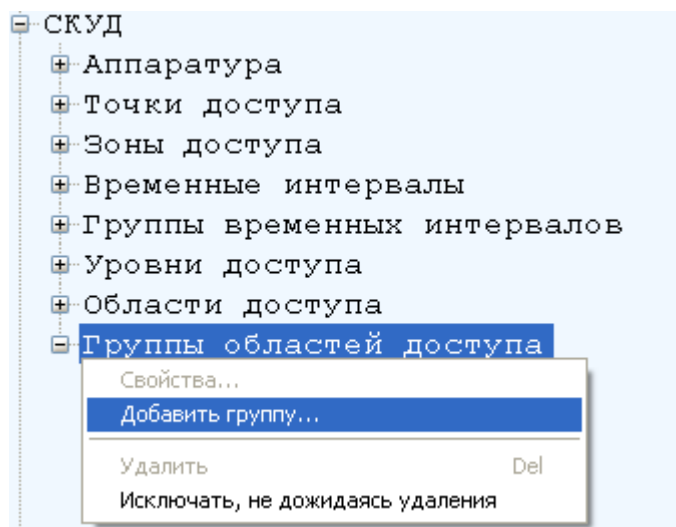 СКУД
Аппаратура
Точки доступа
Зоны доступа
Временные интервалы
Группы временных интервалов
Уровни доступа
Области доступа
Группы областей доступа
Свойства...
Добавить группу...
Удалить Del
Исключать, не дожидаясь удаления